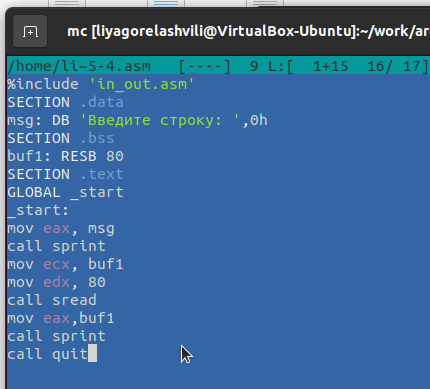 mc [liyagorelashvili@VirtualBox-Ubuntu]:~/work/ar
/home/li~5-4.asm   [----]  9 L:[  1+15  16/ 17]
%include 'in_out.asm'
SECTION .data
msg: DB 'Введите строку: ',0h
SECTION .bss
buf1: RESB 80
SECTION .text
GLOBAL _start
_start:
mov eax, msg
call sprint
mov ecx, buf1
mov edx, 80
call sread
mov eax,buf1
call sprint
call quit